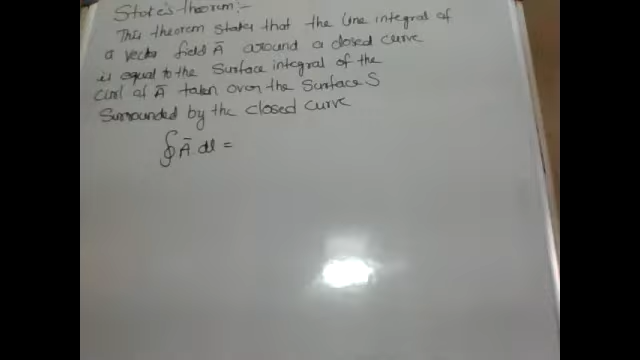 Stoke's theorem:-
This theorem states that the line integral of
a vector field Ā around a closed curve
is equal to the surface integral of the
curl of Ā taken over the surface S
surrounded by the closed curve
∮ Ā. dl =